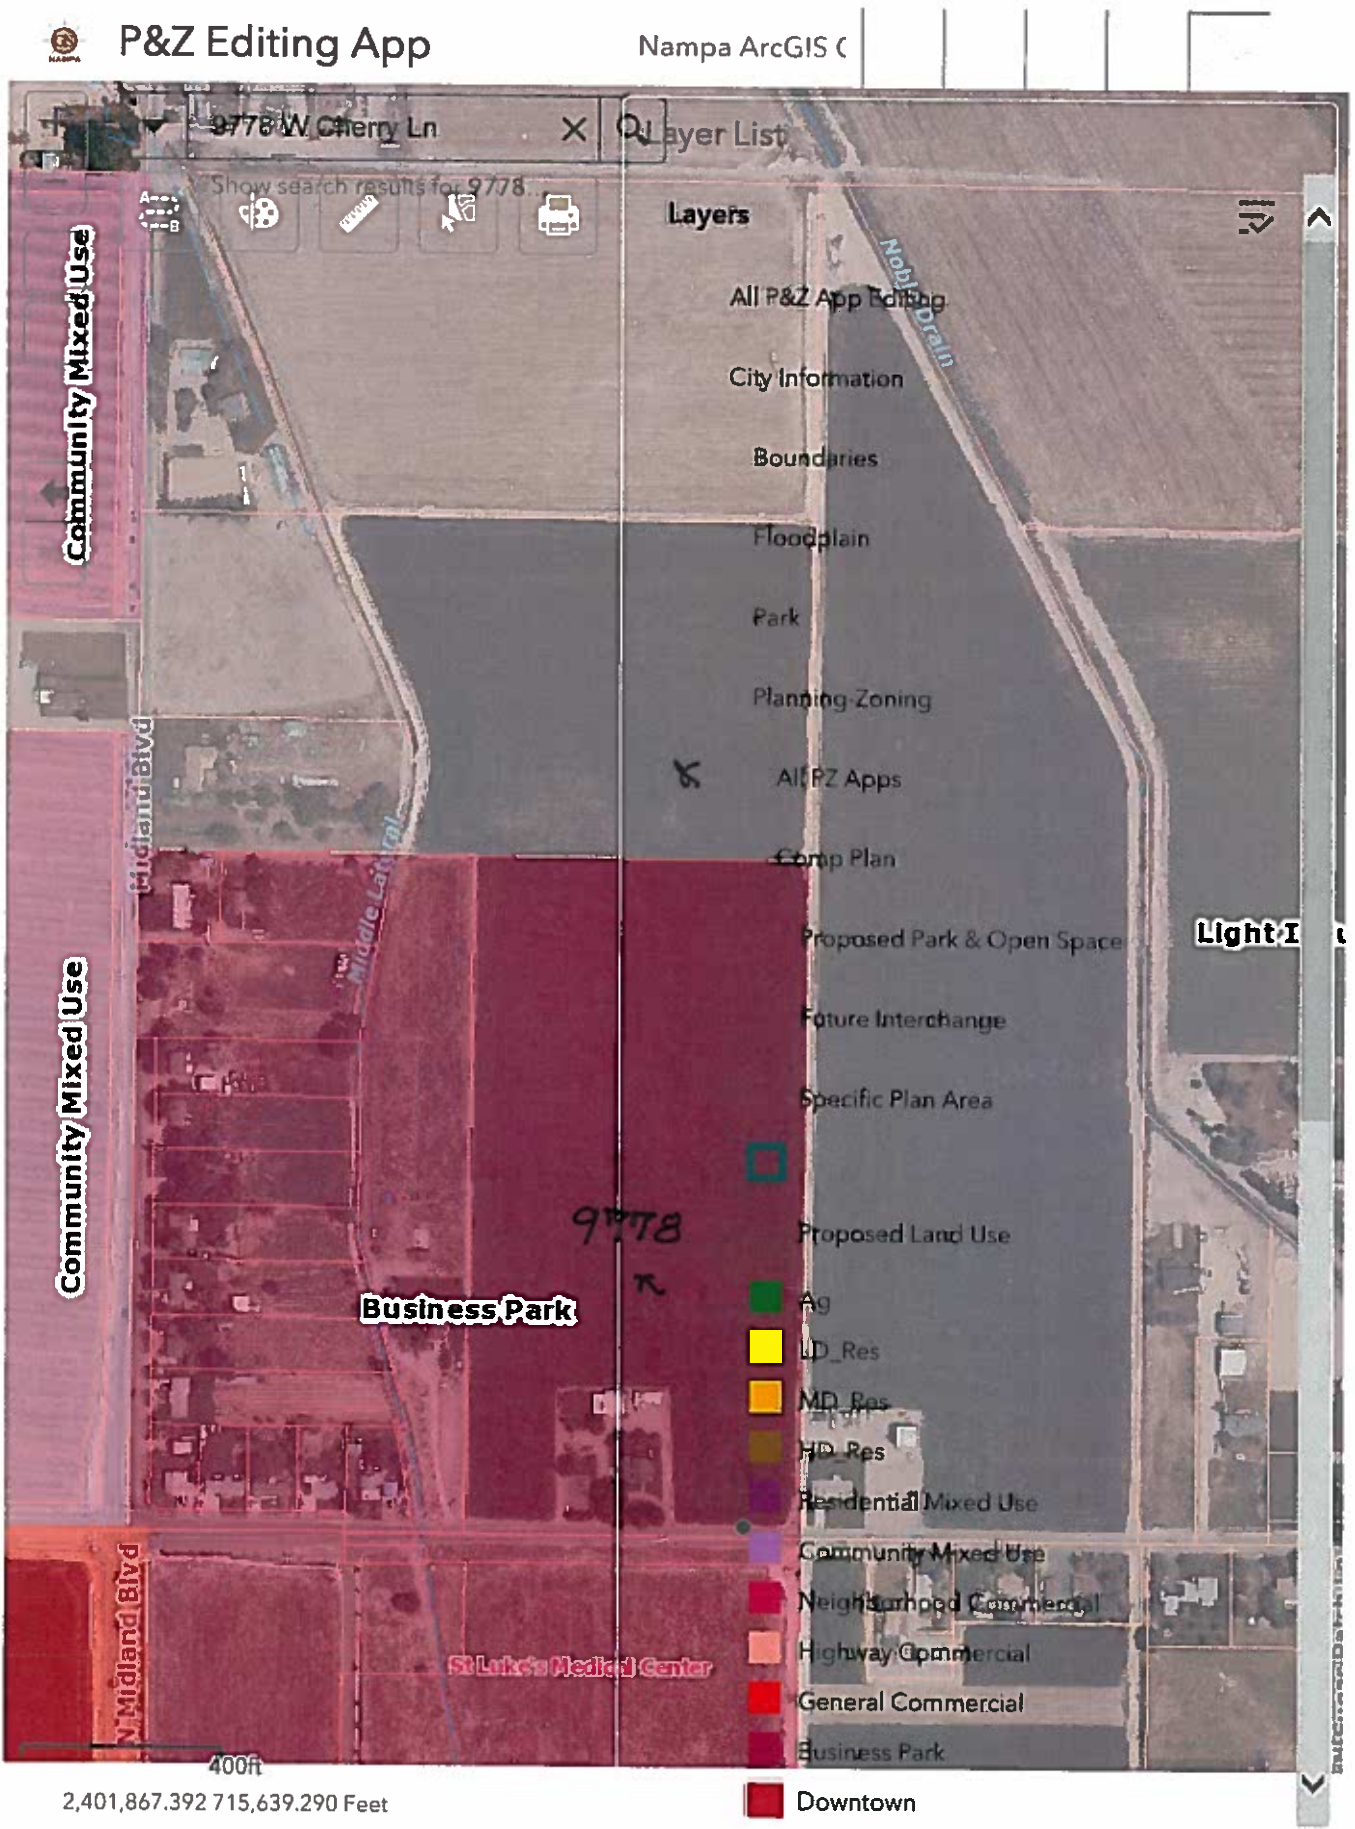 P&Z Editing App
Nampa ArcGIS
9778 W Cherry Ln
Layer List
Show search results for 9778...
A
B
Layers
Community Mixed Use
Noble Drain
All P&Z App Editing
City Information
Boundaries
Floodplain
Park
Planning-Zoning
All PZ Apps
Midland Blvd
Middle Lateral
Comp Plan
Proposed Park & Open Space
Light I
Future Interchange
Specific Plan Area
Community Mixed Use
9778
Proposed Land Use
Business Park
Ag
LD_Res
MD_Res
HD_Res
Residential Mixed Use
Community Mixed Use
Neighborhood Commercial
N Midland Blvd
St Luke's Medical Center
Highway Commercial
General Commercial
Business Park
400ft
2,401,867.392 715,639.290 Feet
Downtown